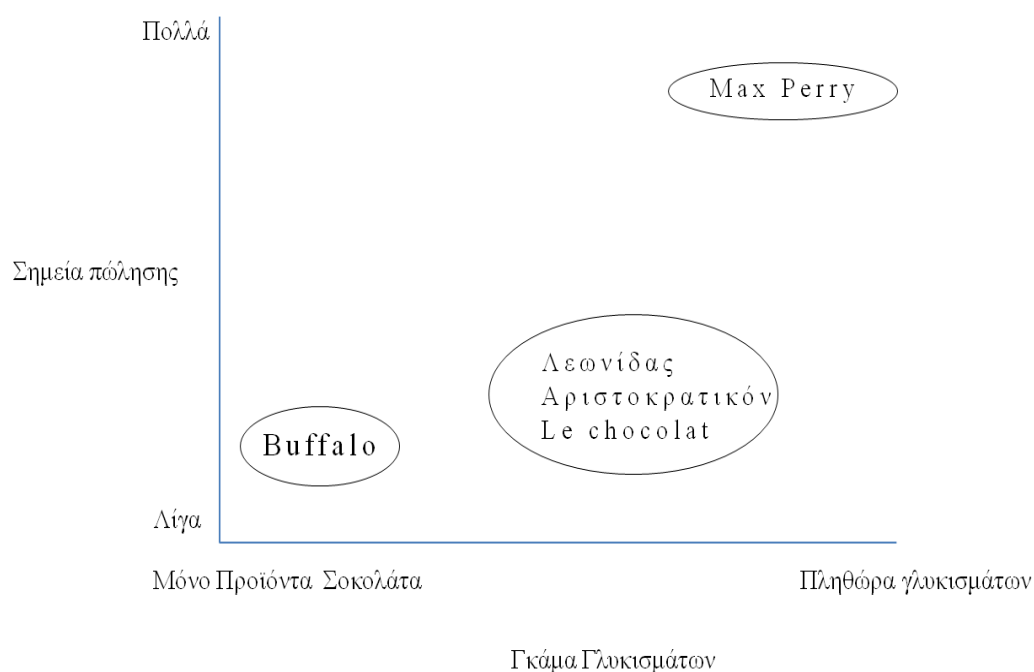 Πολλά
Max Perry
Σημεία πώλησης
Λεωνίδας
Αριστοκρατικόν
Le chocolat
Buffalo
Λίγα
Μόνο Προϊόντα Σοκολάτα
Πληθώρα γλυκισμάτων
Γκάμα Γλυκισμάτων